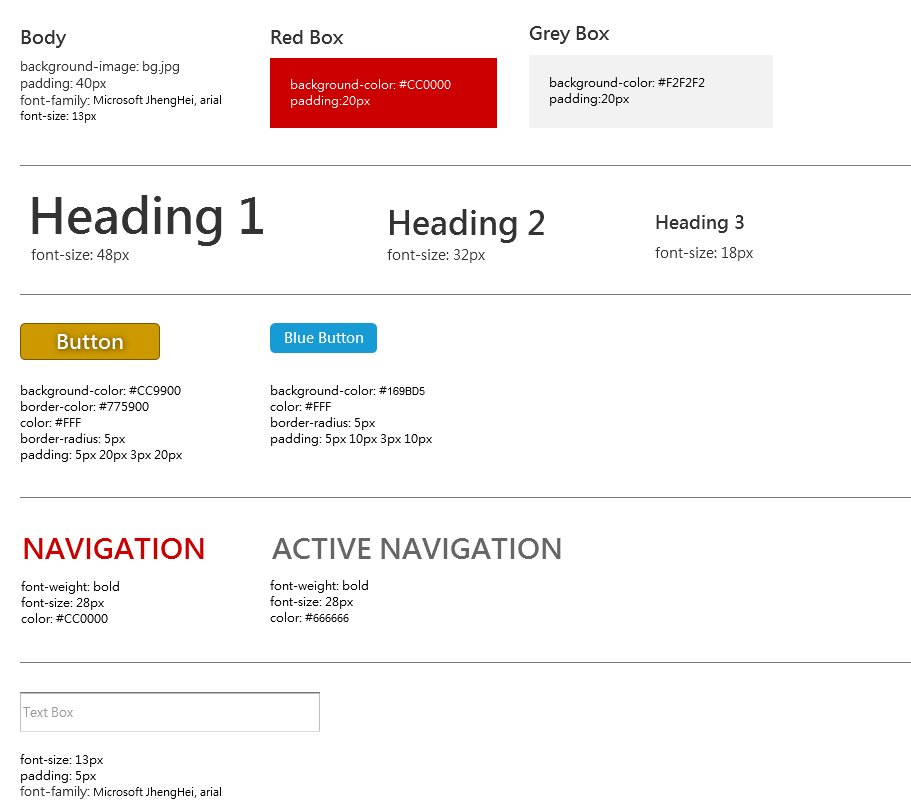 Body
background-image: bg.jpg
padding: 40px
font-family: Microsoft JhengHei, arial
font-size: 13px
Red Box
background-color: #CC0000
padding:20px
Grey Box
background-color: #F2F2F2
padding:20px
Heading 1
font-size: 48px
Heading 2
font-size: 32px
Heading 3
font-size: 18px
Button
background-color: #CC9900
border-color: #775900
color: #FFF
border-radius: 5px
padding: 5px 20px 3px 20px
Blue Button
background-color: #169BD5
color: #FFF
border-radius: 5px
padding: 5px 10px 3px 10px
NAVIGATION
font-weight: bold
font-size: 28px
color: #CC0000
ACTIVE NAVIGATION
font-weight: bold
font-size: 28px
color: #666666
Text Box
font-size: 13px
padding: 5px
font-family: Microsoft JhengHei, arial